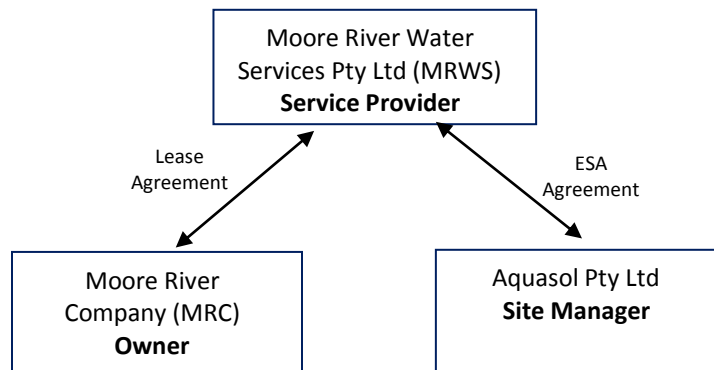 Moore River Water
Services Pty Ltd (MRWS)
Service Provider
Lease
Agreement
ESA
Agreement
Moore River
Company (MRC)
Owner
Aquasol Pty Ltd
Site Manager